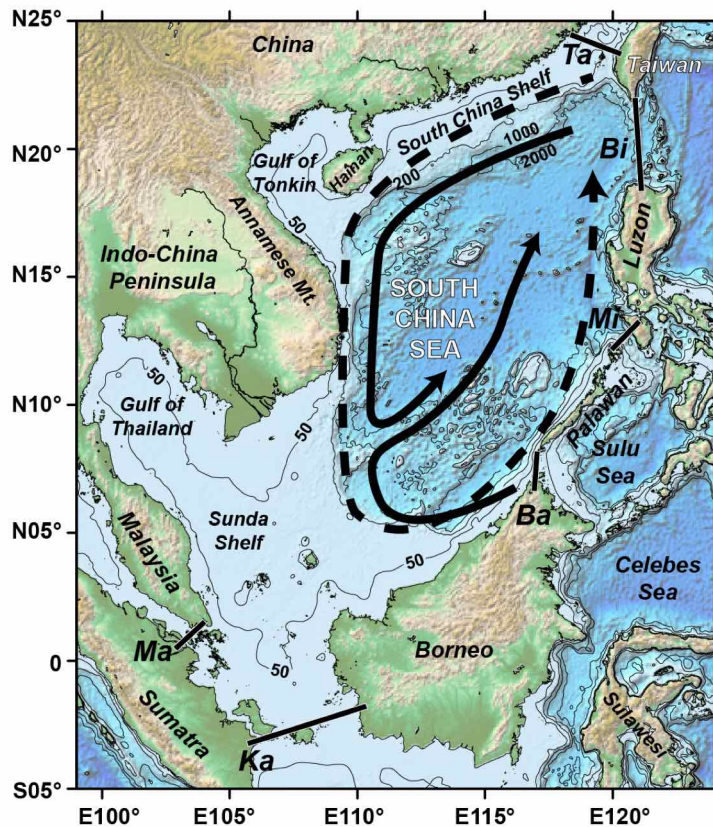 N25°
China
Ta
Taiwan
South China Shelf
N20°
Gulf of
Tonkin
Hainan
200
1000
2000
Bi
50
Annamese Mt.
Luzon
Indo-China
Peninsula
N15°
SOUTH
CHINA
SEA
Mi
50
N10°
Gulf of
Thailand
50
Palawan
Sulu
Sea
Malaysia
Sunda
Shelf
N05°
Ba
50
Celebes
Sea
Ma
0
50
Borneo
Sumatra
Sulawesi
Ka
S05°
E100°
E105°
E110°
E115°
E120°